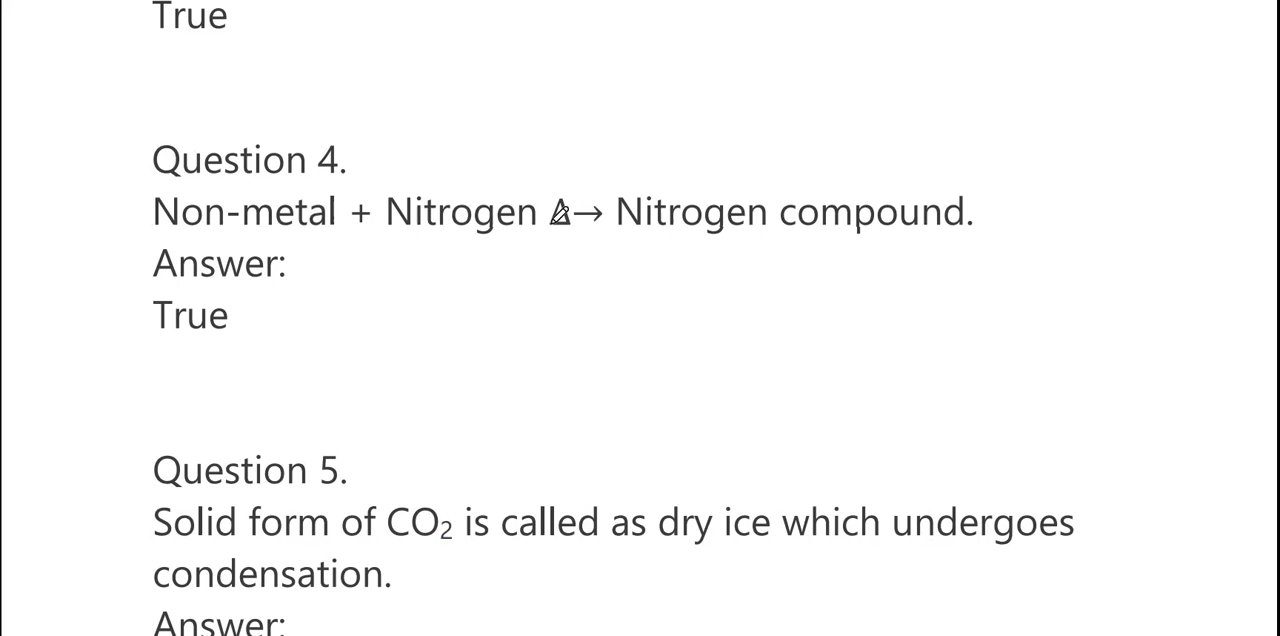 True
Question 4.
Non-metal + Nitrogen Δ→ Nitrogen compound.
Answer:
True
Question 5.
Solid form of CO₂ is called as dry ice which undergoes
condensation.
Answer: